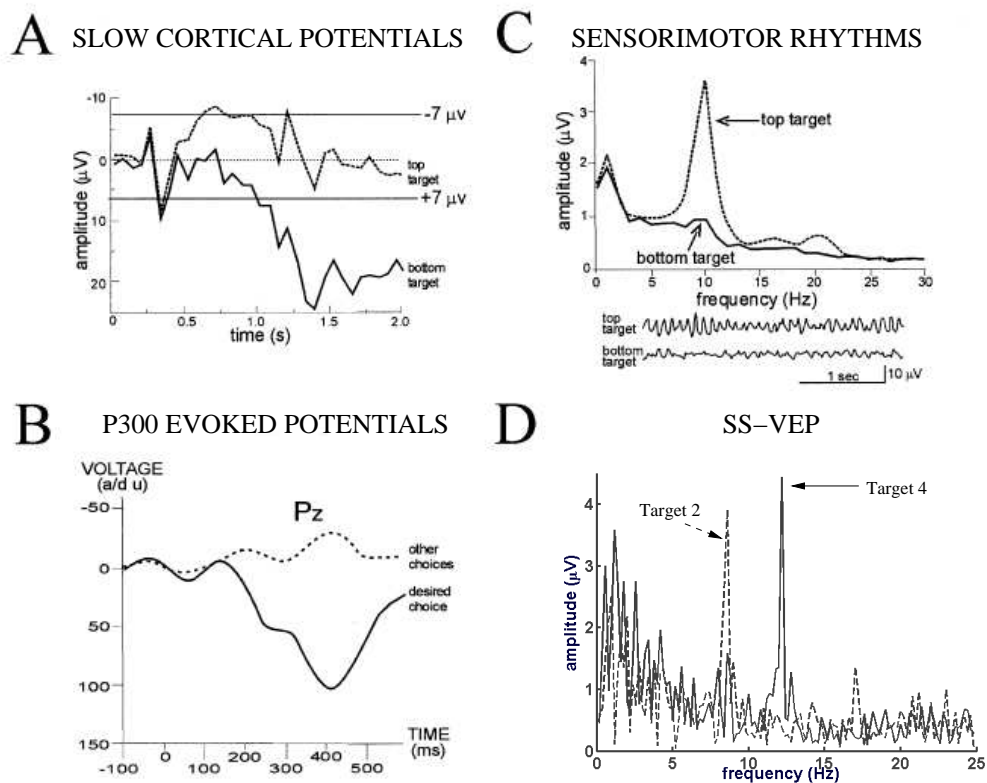 A SLOW CORTICAL POTENTIALS
-10
0
10
20
amplitude (µV)
-7 µv
top
target
+7 µv
bottom
target
0 0.5 1.0 1.5 2.0
time (s)
C SENSORIMOTOR RHYTHMS
4
3
2
1
0
amplitude (µV)
top target
bottom target
0 5 10 15 20 25 30
frequency (Hz)
top
target
bottom
target
1 sec
10 µV
B P300 EVOKED POTENTIALS
VOLTAGE
(a/d u)
-50
0
50
100
150
Pz
other
choices
desired
choice
TIME
(ms)
-100 0 100 200 300 400 500
D SS–VEP
4
3
2
1
0
amplitude (µV)
Target 2
Target 4
0 5 10 15 20 25
frequency (Hz)